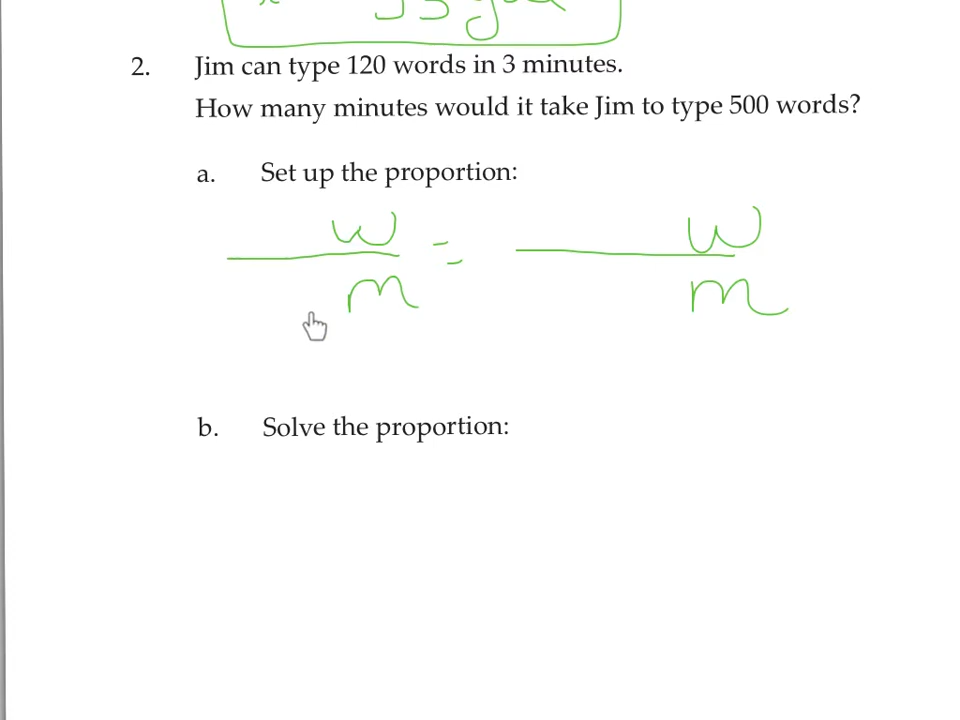 2. Jim can type 120 words in 3 minutes.
How many minutes would it take Jim to type 500 words?
a. Set up the proportion:
w = w
m m
b. Solve the proportion: